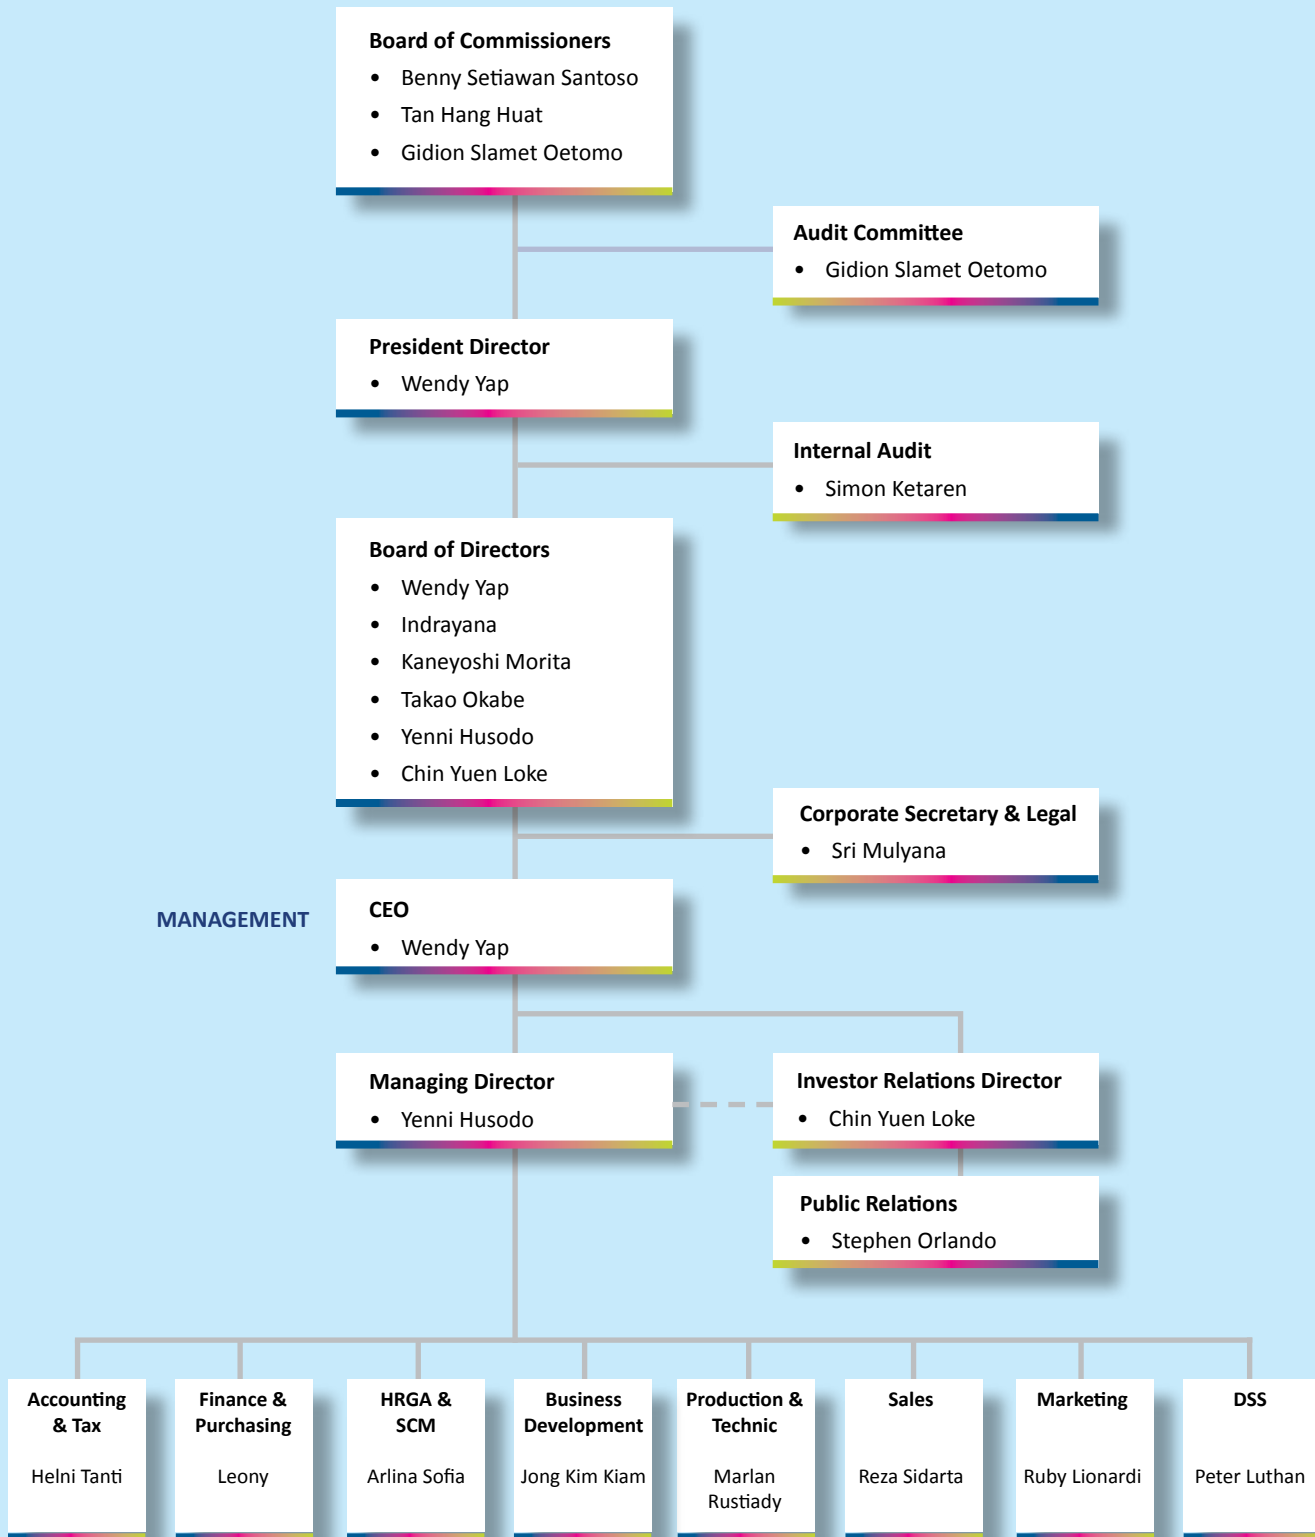 Board of Commissioners
• Benny Setiawan Santoso
• Tan Hang Huat
• Gidion Slamet Oetomo
Audit Committee
• Gidion Slamet Oetomo
President Director
• Wendy Yap
Internal Audit
• Simon Ketaren
Board of Directors
• Wendy Yap
• Indrayana
• Kaneyoshi Morita
• Takao Okabe
• Yenni Husodo
• Chin Yuen Loke
Corporate Secretary & Legal
• Sri Mulyana
MANAGEMENT
CEO
• Wendy Yap
Managing Director
• Yenni Husodo
Investor Relations Director
• Chin Yuen Loke
Public Relations
• Stephen Orlando
Accounting
& Tax
Helni Tanti
Finance &
Purchasing
Leony
HRGA &
SCM
Arlina Sofia
Business
Development
Jong Kim Kiam
Production &
Technic
Marlan
Rustiady
Sales
Reza Sidarta
Marketing
Ruby Lionardi
DSS
Peter Luthan